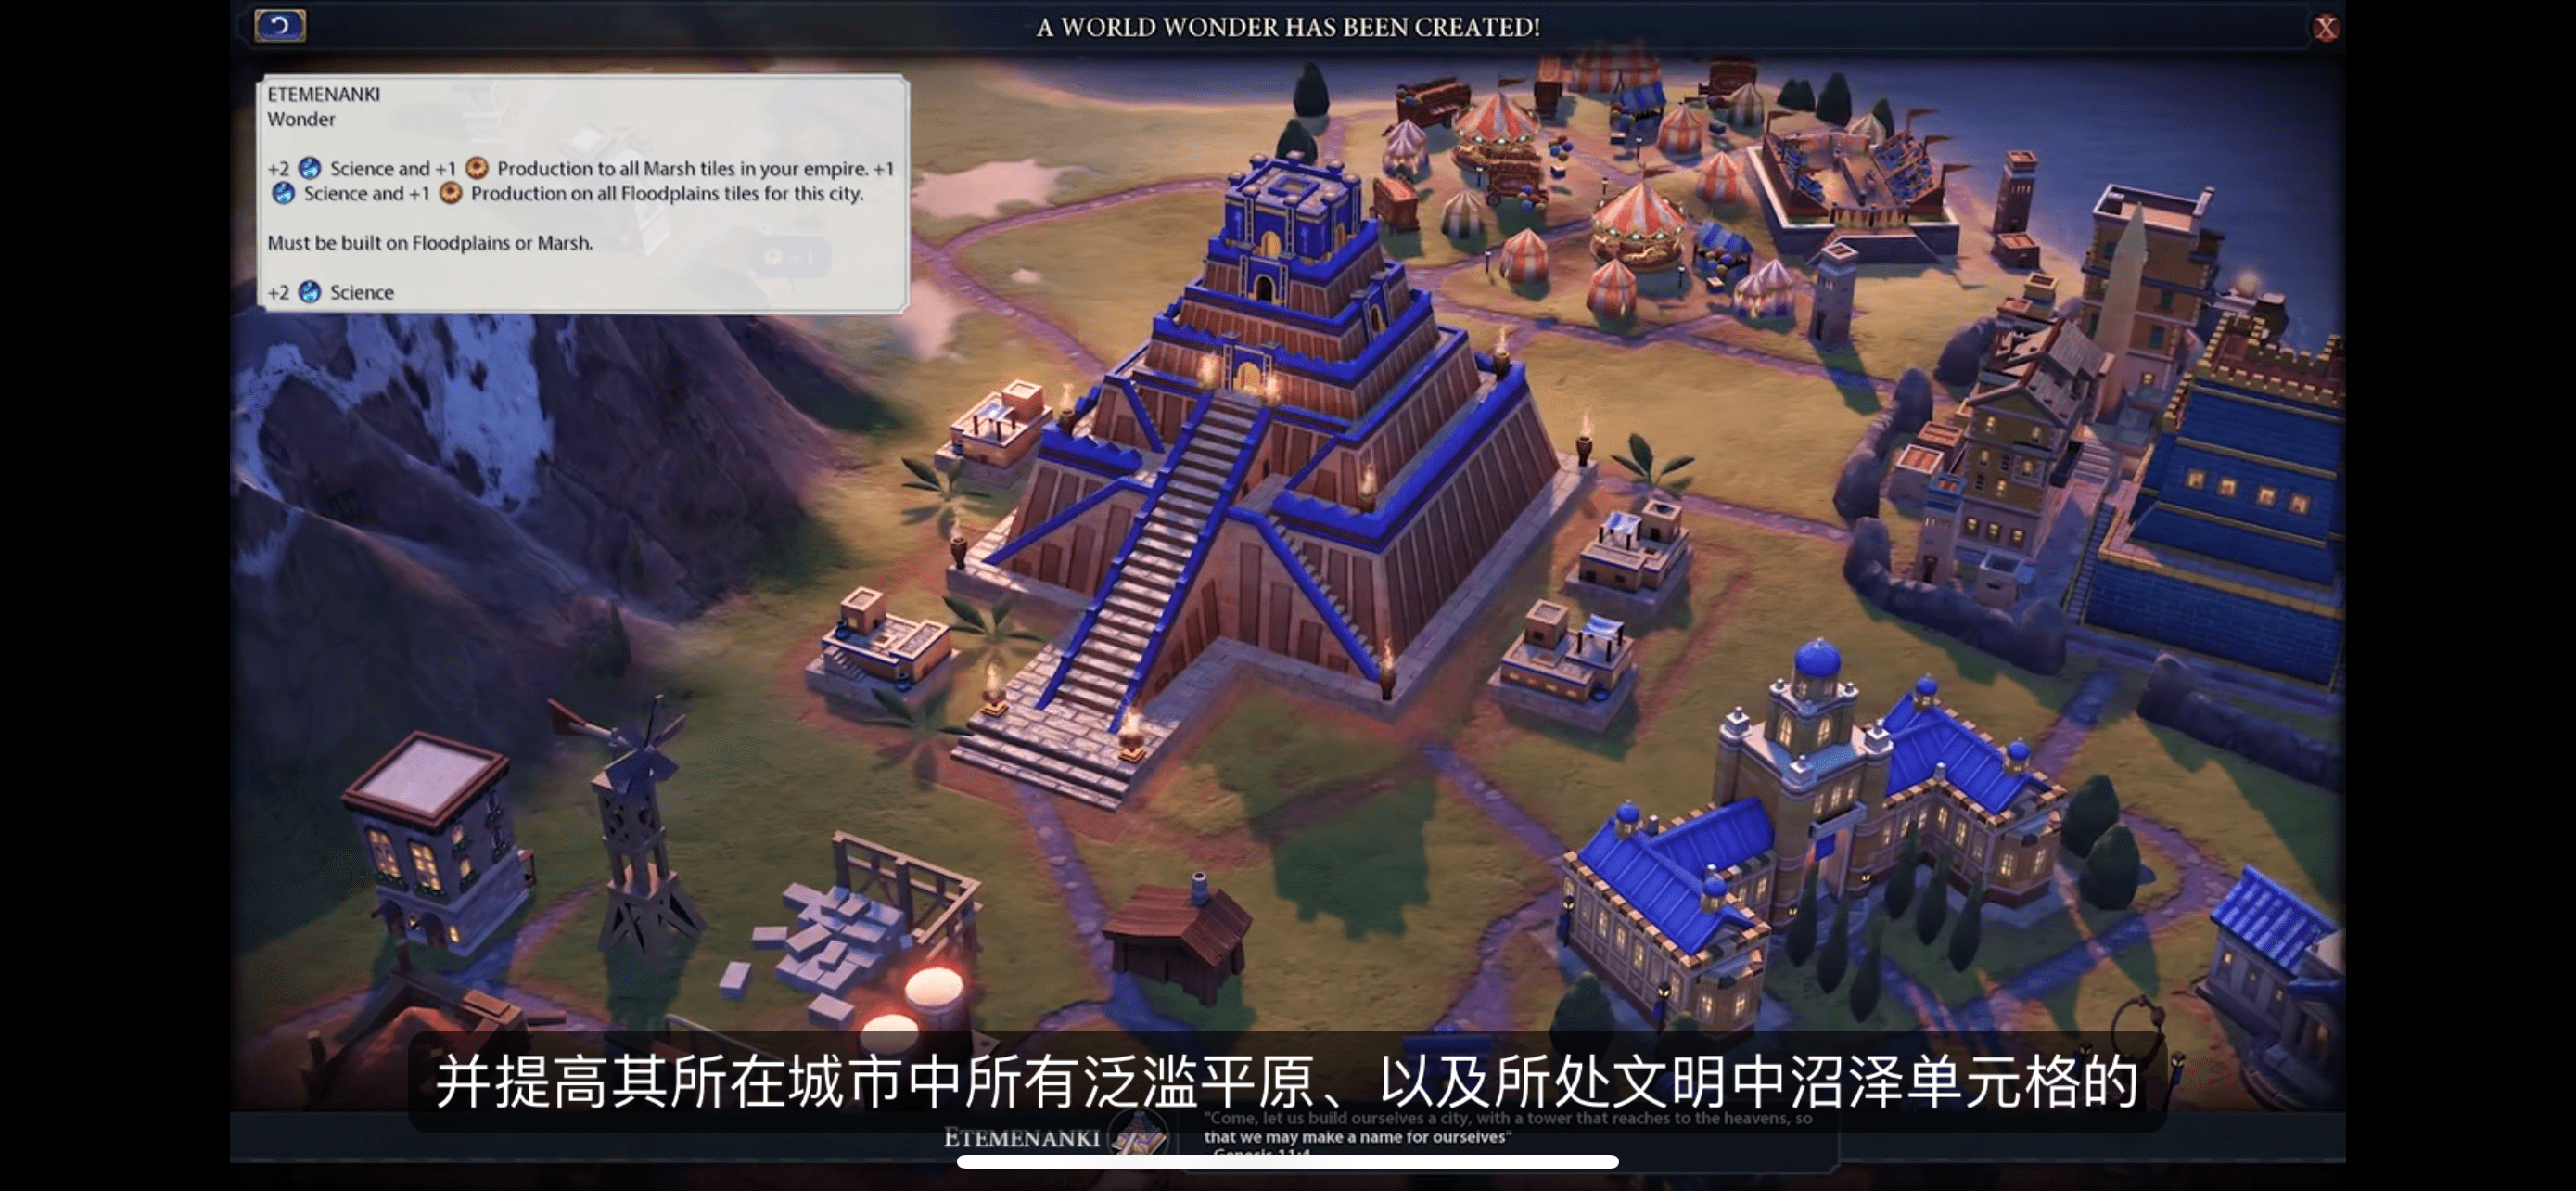 A WORLD WONDER HAS BEEN CREATED!
X
ETEMENANKI
Wonder
+2 Science and +1 Production to all Marsh tiles in your empire. +1
Science and +1 Production on all Floodplains tiles for this city.
Must be built on Floodplains or Marsh.
+1
+2 Science
并提高其所在城市中所有泛滥平原、以及所处文明中沼泽单元格的
ETEMENANKI
"Come, let us build ourselves a city, with a tower that reaches to the heavens, so
that we may make a name for ourselves"
Genesis 11:4